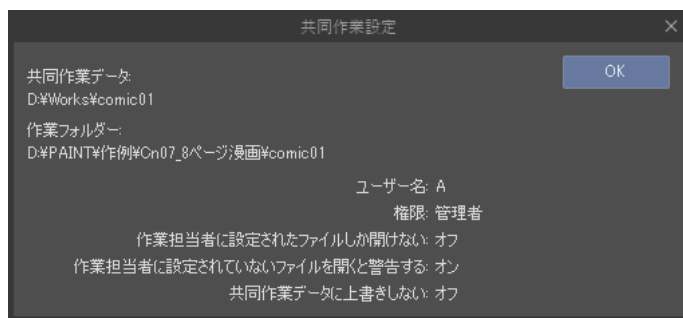 共同作業設定
×
共同作業データ:
D:¥Works¥comic01
OK
作業フォルダー:
D:¥PAINT¥作例¥Cn07_8ページ漫画¥comic01
ユーザー名: A
権限: 管理者
作業担当者に設定されたファイルしか開けない: オフ
作業担当者に設定されていないファイルを開くと警告する: オン
共同作業データに上書きしない: オフ